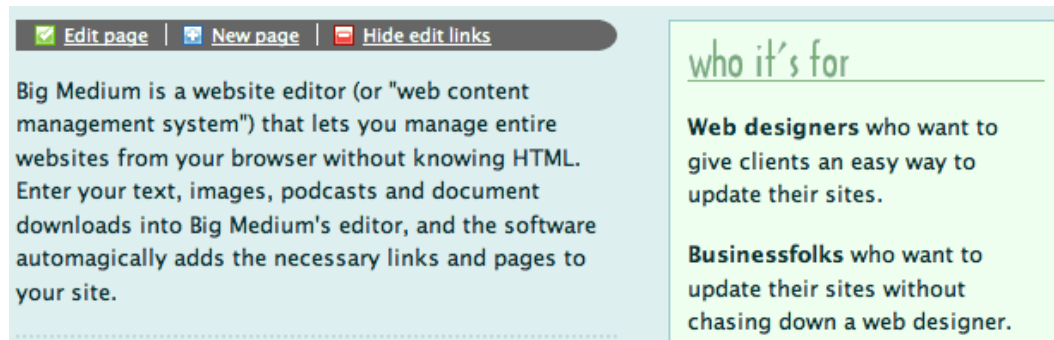 Edit page | New page | Hide edit links
Big Medium is a website editor (or "web content
management system") that lets you manage entire
websites from your browser without knowing HTML.
Enter your text, images, podcasts and document
downloads into Big Medium's editor, and the software
automagically adds the necessary links and pages to
your site.
who it's for
Web designers who want to
give clients an easy way to
update their sites.
Businessfolks who want to
update their sites without
chasing down a web designer.